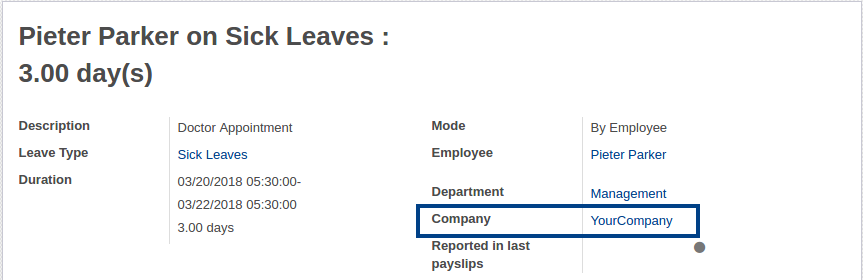 Pieter Parker on Sick Leaves :
3.00 day(s)
Description
Doctor Appointment
Leave Type
Sick Leaves
Duration
03/20/2018 05:30:00-
03/22/2018 05:30:00
3.00 days
Mode
By Employee
Employee
Pieter Parker
Department
Management
Company
YourCompany
Reported in last
payslips